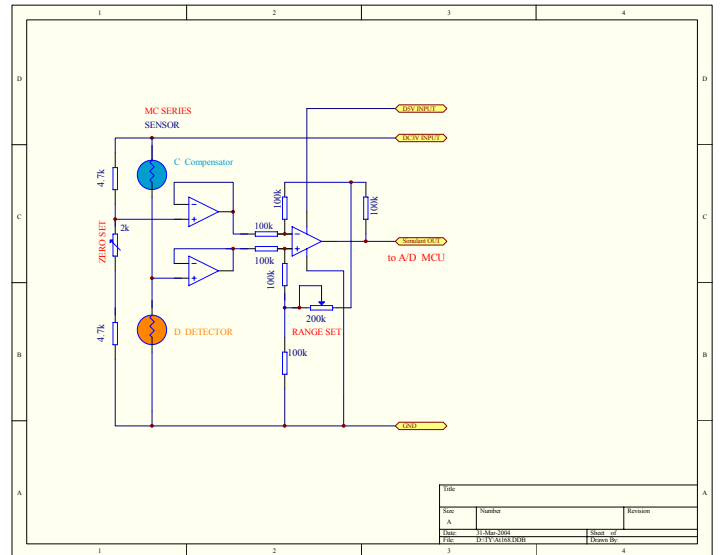 1 2 3 4
D D
MC SERIES
SENSOR
D5V INPUT
DC3V INPUT
C Compensator
4.7k
100k
100k
C C
2k
100k
ZERO SET
Simulant OUT
to A/D MCU
100k
100k
200k
RANGE SET
D DETECTOR
4.7k
100k
B B
GND
A A
Title
Size Number Revision
A
Date: 31-Mar-2004 Sheet of
File: D:\TY\At168.DDB Drawn By:
1 2 3 4